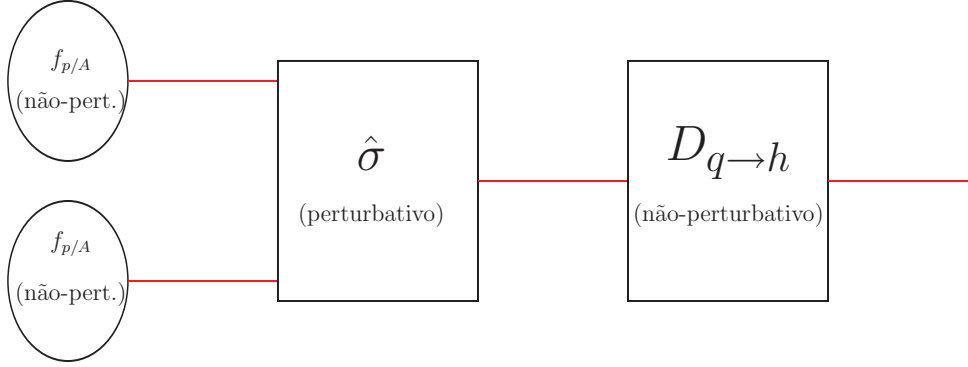 f_{p/A}
(não-pert.)
f_{p/A}
(não-pert.)
σ̂
(perturbativo)
D_{q→h}
(não-perturbativo)